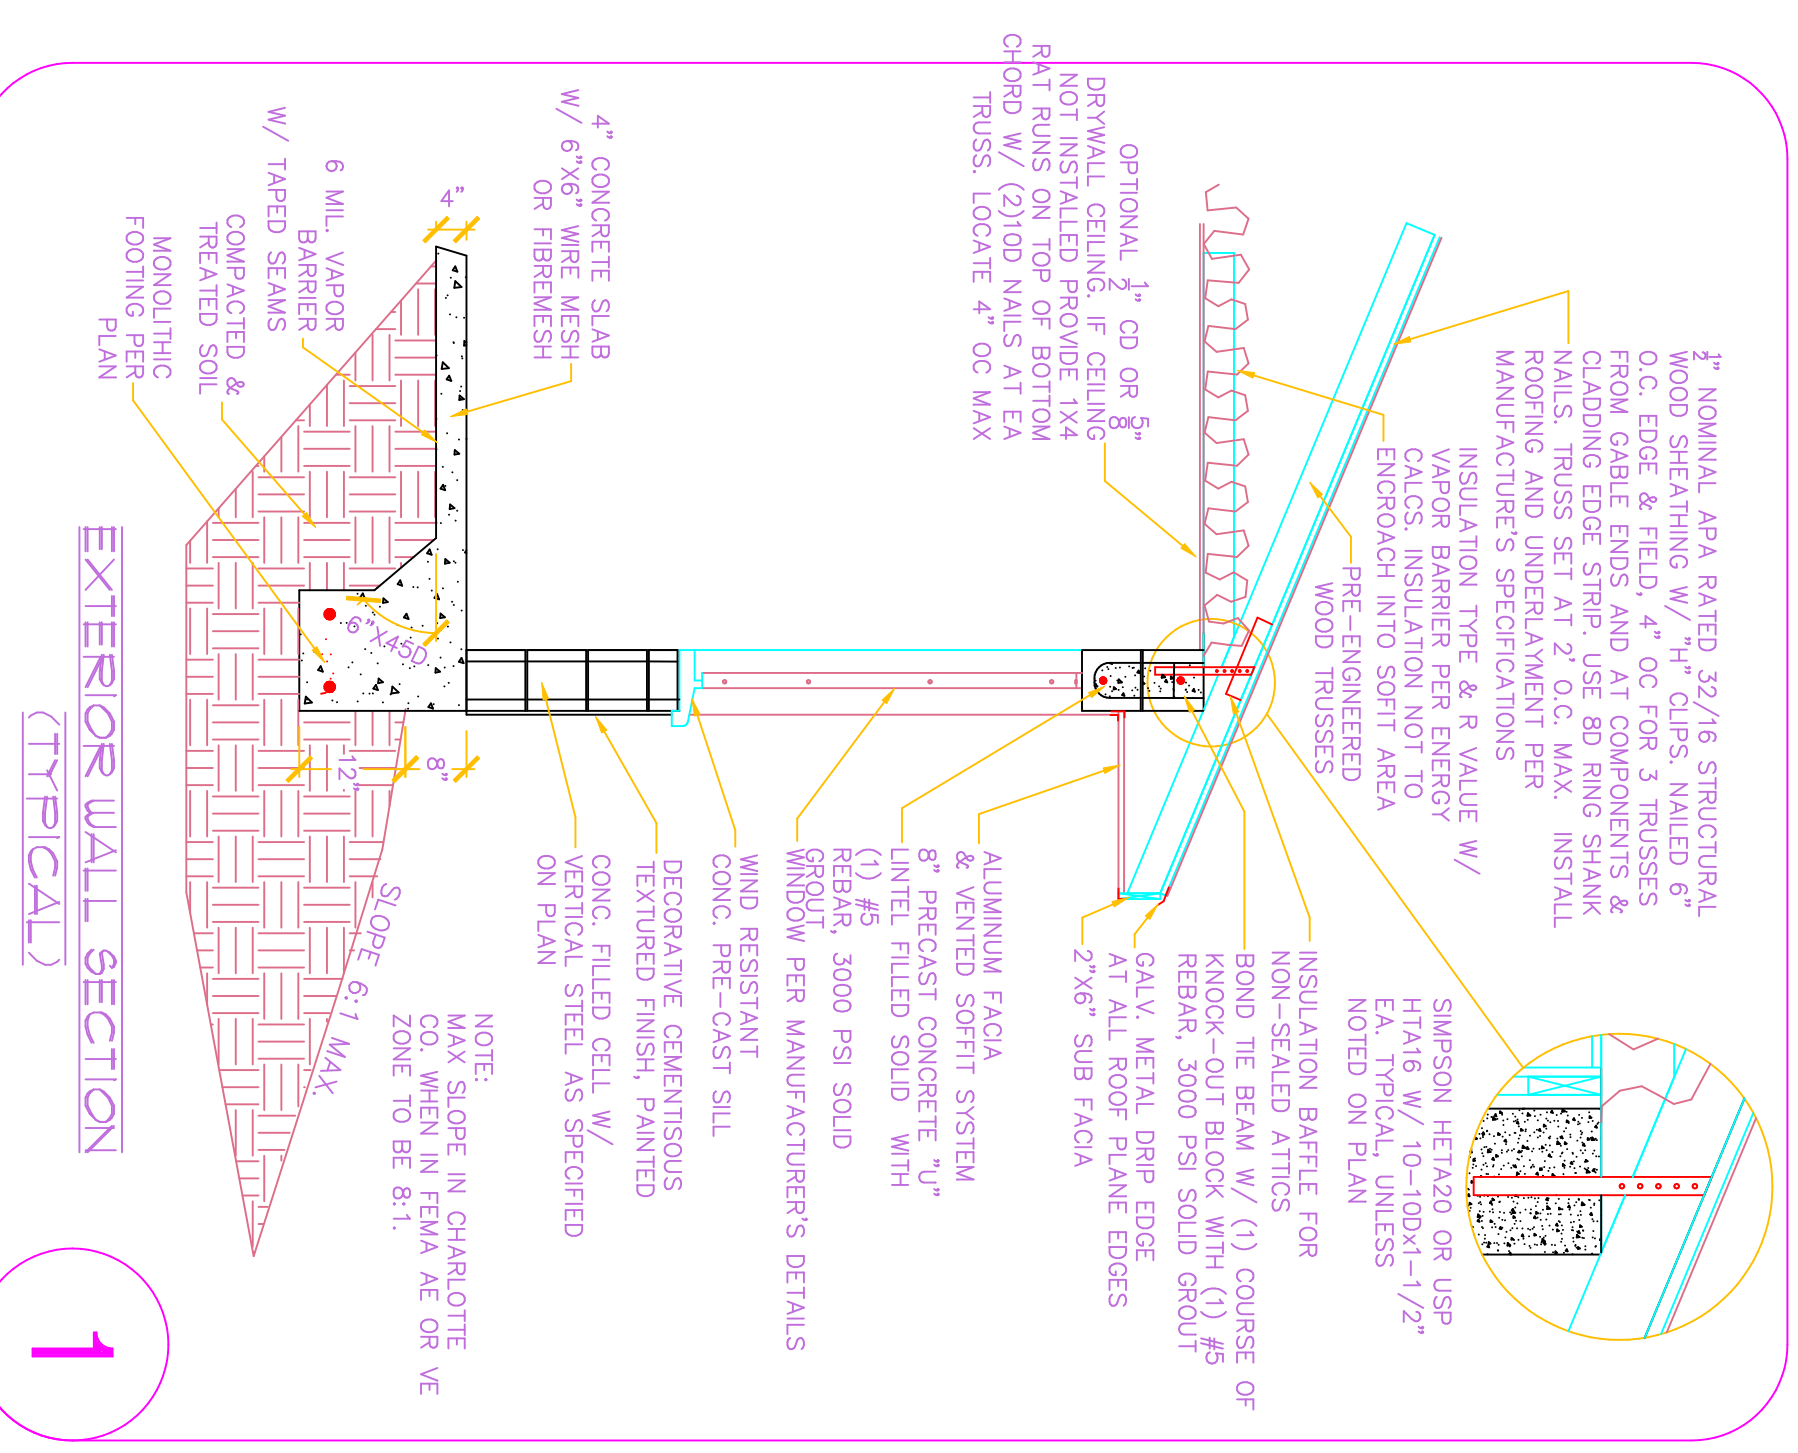 ½" NOMINAL APA RATED 32/16 STRUCTURAL
WOOD SHEATHING W/ "H" CLIPS. NAILED 6"
O.C. EDGE & FIELD, 4" OC FOR 3 TRUSSES
FROM GABLE ENDS AND AT COMPONENTS &
CLADDING EDGE STRIP. USE 8D RING SHANK
NAILS. TRUSS SET AT 2' O.C. MAX. INSTALL
ROOFING AND UNDERLAYMENT PER
MANUFACTURE'S SPECIFICATIONS
INSULATION TYPE & R VALUE W/
VAPOR BARRIER PER ENERGY
CALCS. INSULATION NOT TO
ENCROACH INTO SOFIT AREA
PRE-ENGINEERED
WOOD TRUSSES
SIMPSON HETA20 OR USP
HTA16 W/ 10-10Dx1-1/2"
EA. TYPICAL, UNLESS
NOTED ON PLAN
OPTIONAL ½" CD OR ⅝"
DRYWALL CEILING. IF CEILING
NOT INSTALLED PROVIDE 1X4
RAT RUNS ON TOP OF BOTTOM
CHORD W/ (2)10D NAILS AT EA
TRUSS. LOCATE 4" OC MAX
INSULATION BAFFLE FOR
NON-SEALED ATTICS
BOND TIE BEAM W/ (1) COURSE OF
KNOCK-OUT BLOCK WITH (1) #5
REBAR, 3000 PSI SOLID GROUT
GALV. METAL DRIP EDGE
AT ALL ROOF PLANE EDGES
2"X6" SUB FACIA
ALUMINUM FACIA
& VENTED SOFFIT SYSTEM
8" PRECAST CONCRETE "U"
LINTEL FILLED SOLID WITH
(1) #5
REBAR, 3000 PSI SOLID
GROUT
WINDOW PER MANUFACTURER'S DETAILS
WIND RESISTANT
CONC. PRE-CAST SILL
DECORATIVE CEMENTISOUS
TEXTURED FINISH, PAINTED
CONC. FILLED CELL W/
VERTICAL STEEL AS SPECIFIED
ON PLAN
4" CONCRETE SLAB
W/ 6"X6" WIRE MESH
OR FIBREMESH
4"
6 MIL. VAPOR
BARRIER
W/ TAPED SEAMS
COMPACTED &
TREATED SOIL
MONOLITHIC
FOOTING PER
PLAN
6"X45D
8"
12"
SLOPE 6:1 MAX.
NOTE:
MAX SLOPE IN CHARLOTTE
CO. WHEN IN FEMA AE OR VE
ZONE TO BE 8:1.
EXTERIOR WALL SECTION
(TYPICAL)
1